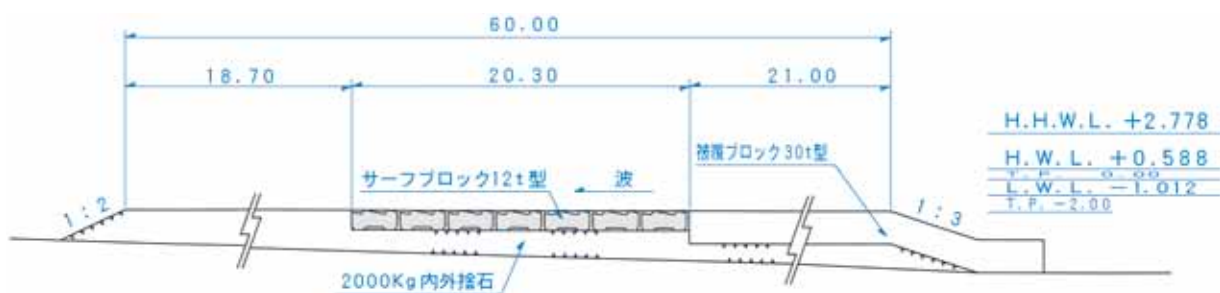 60.00
18.70
20.30
21.00
H.H.W.L. +2.778
H.W.L. +0.588
T.P. 0.00
L.W.L. -1.012
T.P. -2.00
被覆ブロック30t型
サーフブロック12t型
波
1:2
1:3
2000Kg内外捨石